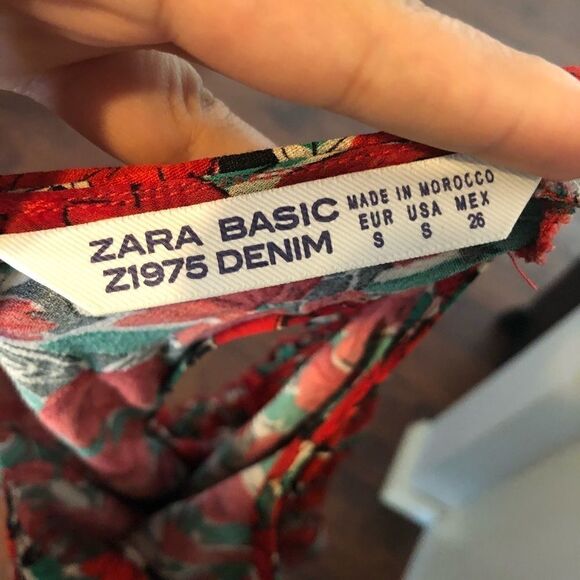 ZARA BASIC
Z1975 DENIM
MADE IN MOROCCO
EUR USA MEX
S S 26